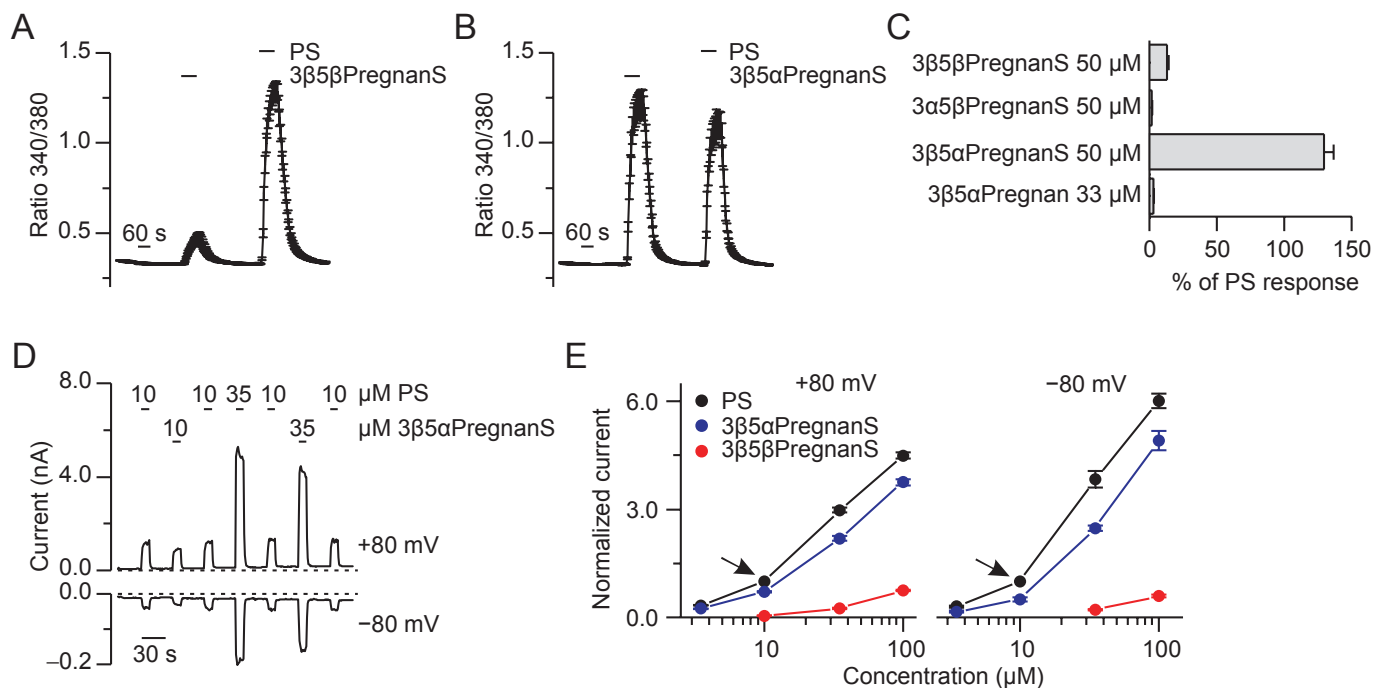 A
1.5
1.0
0.5
Ratio 340/380
60 s
PS
3β5βPregnanS
B
1.5
1.0
0.5
Ratio 340/380
60 s
PS
3β5αPregnanS
C
3β5βPregnanS 50 µM
3α5βPregnanS 50 µM
3β5αPregnanS 50 µM
3β5αPregnan 33 µM
0 50 100 150
% of PS response
D
8.0
4.0
0.0
0.0
−0.2
Current (nA)
10 10 35 10 10 µM PS
10 35 µM 3β5αPregnanS
+80 mV
−80 mV
30 s
E
+80 mV
−80 mV
PS
3β5αPregnanS
3β5βPregnanS
6.0
3.0
0.0
Normalized current
10 100 10 100
Concentration (µM)